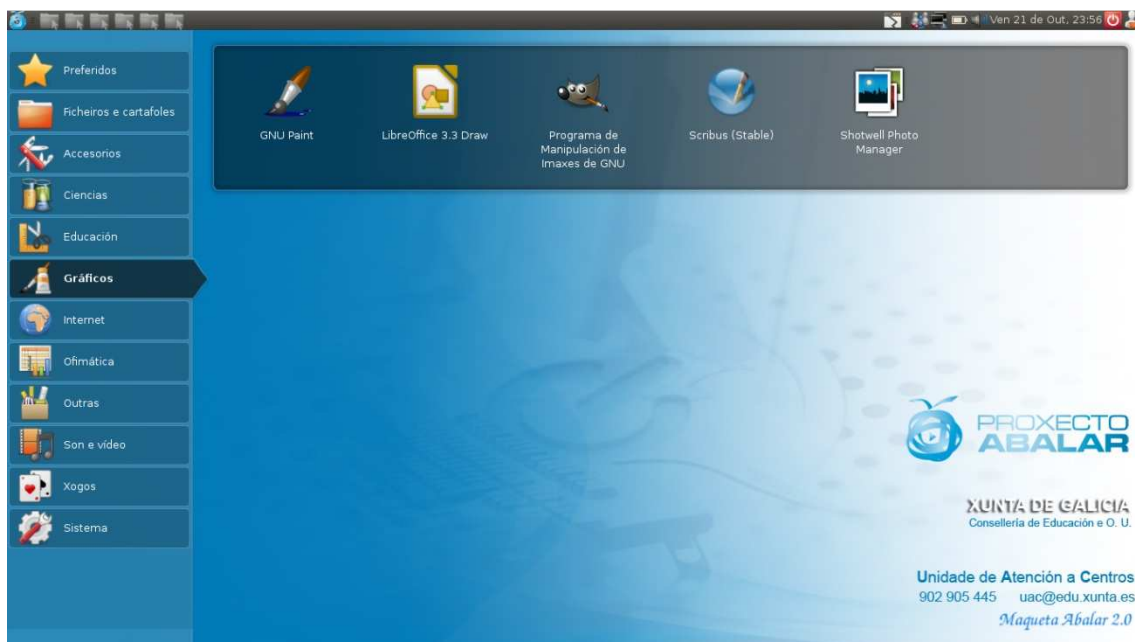 Ven 21 de Out, 23:56
Preferidos
Ficheiros e cartafoles
Accesorios
Ciencias
Educación
Gráficos
Internet
Ofimática
Outras
Son e vídeo
Xogos
Sistema
GNU Paint
LibreOffice 3.3 Draw
Programa de
Manipulación de
Imaxes de GNU
Scribus (Stable)
Shotwell Photo
Manager
PROXECTO
ABALAR
XUNTA DE GALICIA
Consellería de Educación e O. U.
Unidade de Atención a Centros
902 905 445 uac@edu.xunta.es
Maqueta Abalar 2.0